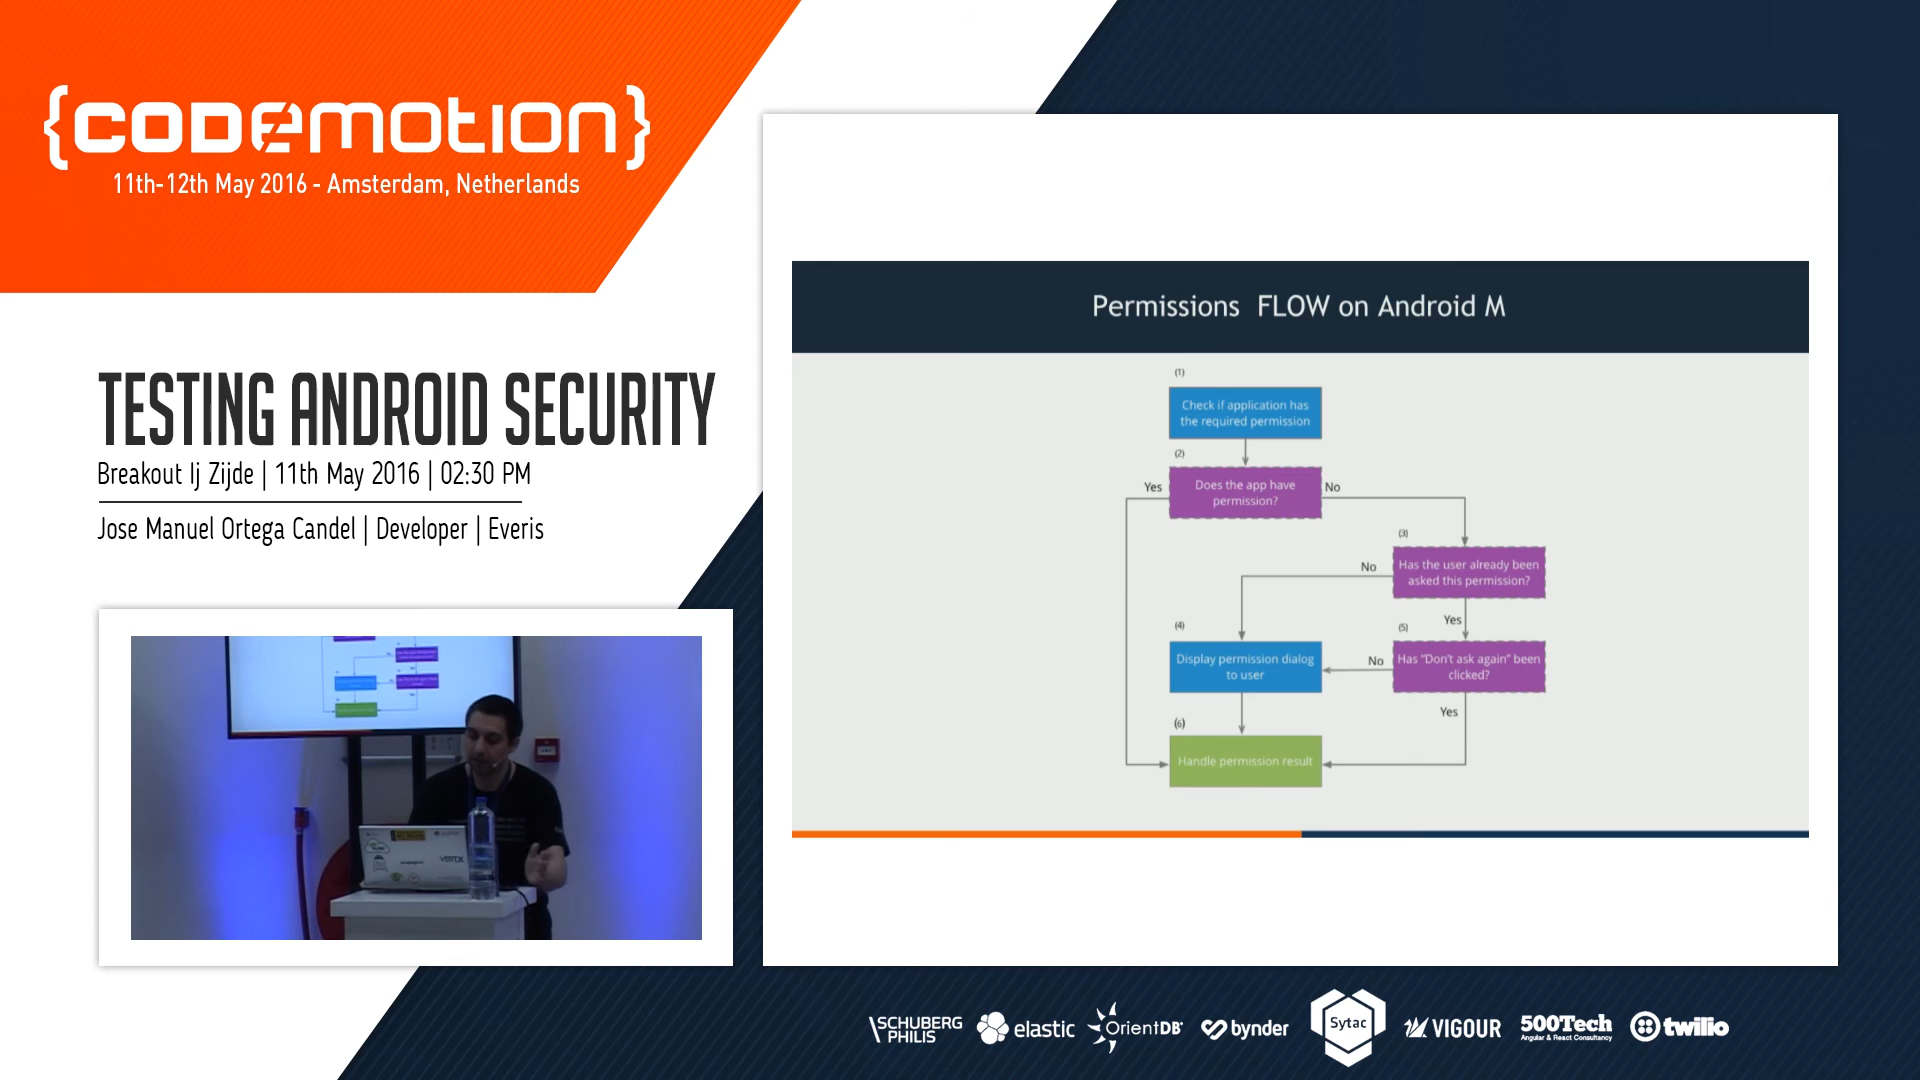 {codemotion}
11th-12th May 2016 - Amsterdam, Netherlands
TESTING ANDROID SECURITY
Breakout Ij Zijde | 11th May 2016 | 02:30 PM
Jose Manuel Ortega Candel | Developer | Everis
Permissions FLOW on Android M
(1)
Check if application has
the required permission
(2)
Yes
Does the app have
permission?
No
(3)
No
Has the user already been
asked this permission?
Yes
(4)
(5)
Display permission dialog
to user
No
Has "Don't ask again" been
clicked?
Yes
(6)
Handle permission result
VERTX
SCHUBERG
PHILIS
elastic
OrientDB
bynder
Sytac
VIGOUR
500Tech
Angular & React Consultancy
twilio